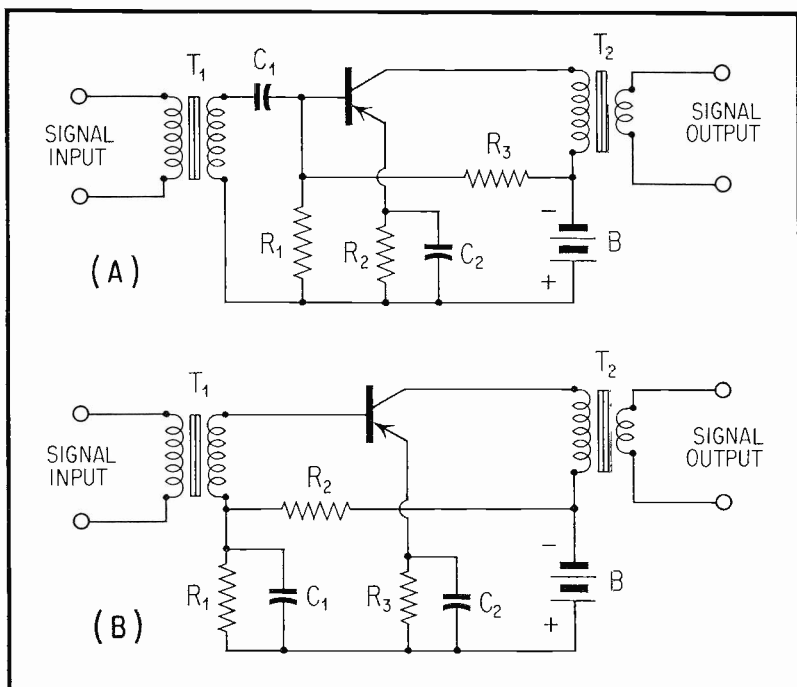 T₁
C₁
T₂
SIGNAL
INPUT
SIGNAL
OUTPUT
R₃
−
R₁
R₂
C₂
B
+
(A)
T₁
T₂
SIGNAL
INPUT
SIGNAL
OUTPUT
R₂
−
R₁
C₁
R₃
C₂
B
+
(B)